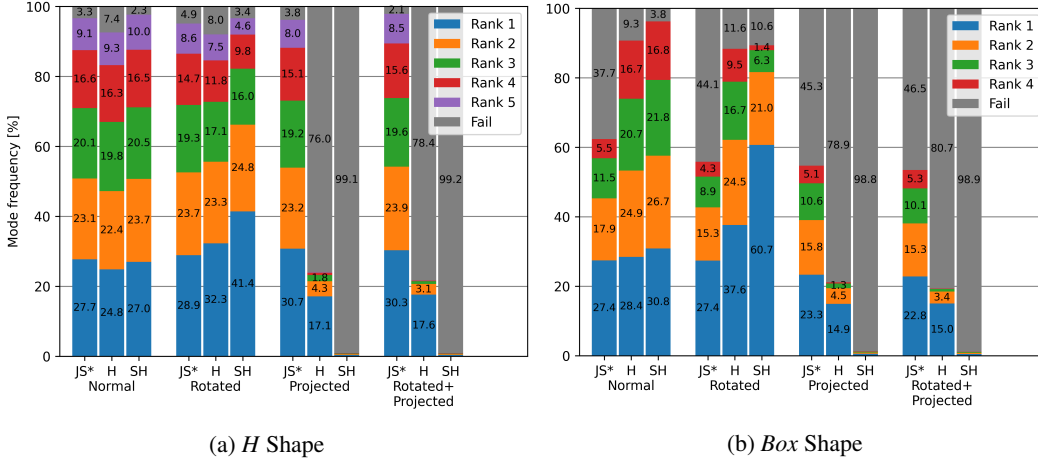 Mode frequency [%]
100
80
60
40
20
0
3.3 7.4 2.3 4.9 8.0 3.4 3.8 2.1
9.1 9.3 10.0 8.6 7.5 4.6 8.0 8.5
16.6 16.3 16.5 14.7 11.8 9.8 15.1 15.6
20.1 19.8 20.5 19.3 17.1 16.0 19.2 76.0 99.1 19.6 78.4 99.2
23.1 22.4 23.7 23.7 23.3 24.8 23.2 1.8 23.9
27.7 24.8 27.0 28.9 32.3 41.4 30.7 4.3 30.3 3.1
17.1 17.6
Rank 1
Rank 2
Rank 3
Rank 4
Rank 5
Fail
JS* H SH JS* H SH JS* H SH JS* H SH
Normal Rotated Projected Rotated+
Projected
(a) H Shape
100
80
60
40
20
0
37.7 9.3 3.8 44.1 11.6 10.6 45.3 46.5
5.5 16.7 16.8 4.3 9.5 1.4 5.1 78.9 98.8 5.3 80.7 98.9
11.5 20.7 21.8 8.9 16.7 6.3 10.6 1.3 10.1
17.9 24.9 26.7 15.3 24.5 21.0 15.8 4.5 15.3 3.4
27.4 28.4 30.8 27.4 37.6 60.7 23.3 14.9 22.8 15.0
Rank 1
Rank 2
Rank 3
Rank 4
Fail
JS* H SH JS* H SH JS* H SH JS* H SH
Normal Rotated Projected Rotated+
Projected
(b) Box Shape